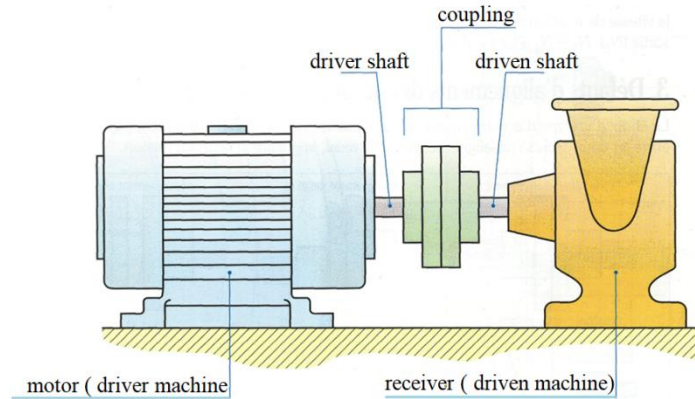 coupling
driver shaft
driven shaft
motor ( driver machine
receiver ( driven machine)